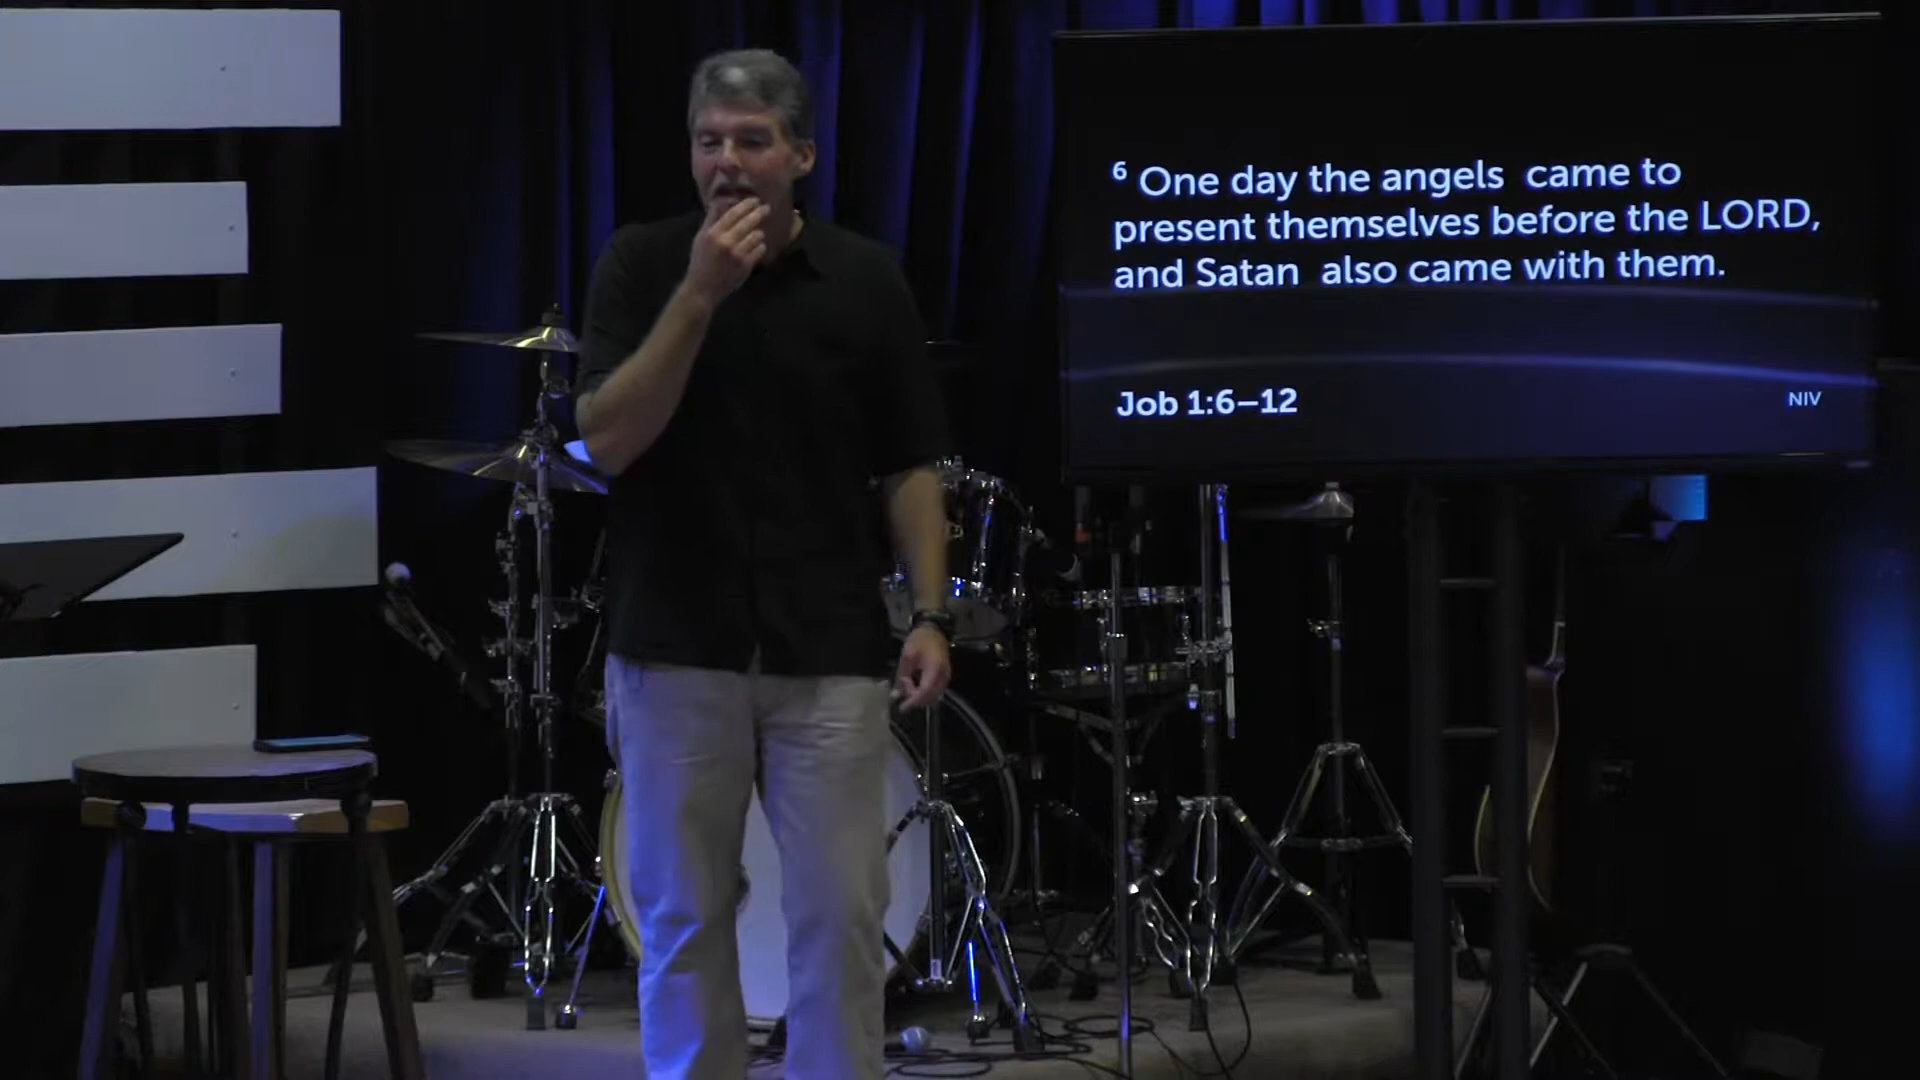 6 One day the angels came to
present themselves before the LORD,
and Satan also came with them.
Job 1:6–12
NIV